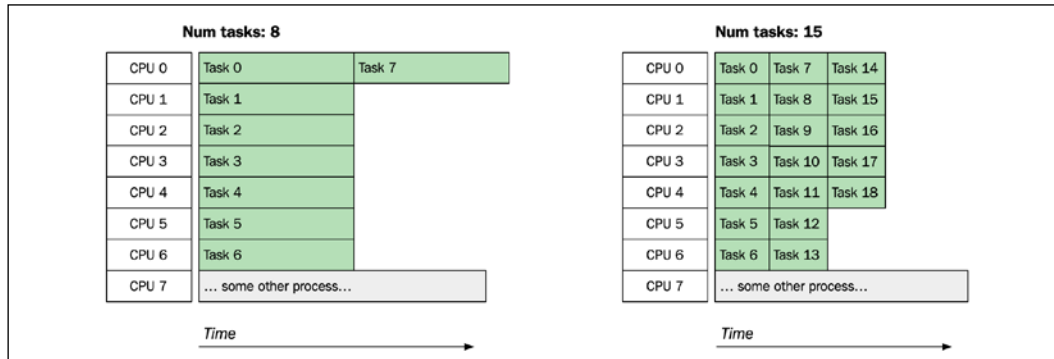 Num tasks: 8
CPU 0 Task 0 Task 7
CPU 1 Task 1
CPU 2 Task 2
CPU 3 Task 3
CPU 4 Task 4
CPU 5 Task 5
CPU 6 Task 6
CPU 7 ... some other process...
Time
Num tasks: 15
CPU 0 Task 0 Task 7 Task 14
CPU 1 Task 1 Task 8 Task 15
CPU 2 Task 2 Task 9 Task 16
CPU 3 Task 3 Task 10 Task 17
CPU 4 Task 4 Task 11 Task 18
CPU 5 Task 5 Task 12
CPU 6 Task 6 Task 13
CPU 7 ... some other process...
Time